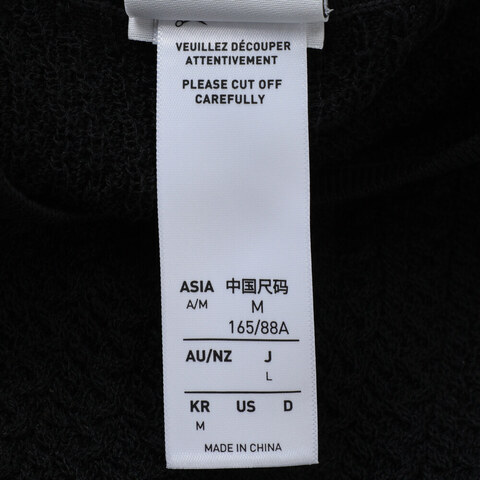 VEUILLEZ DÉCOUPER
ATTENTIVEMENT
PLEASE CUT OFF
CAREFULLY
ASIA 中国尺码
A/M M
165/88A
AU/NZ J
L
KR US D
M
MADE IN CHINA